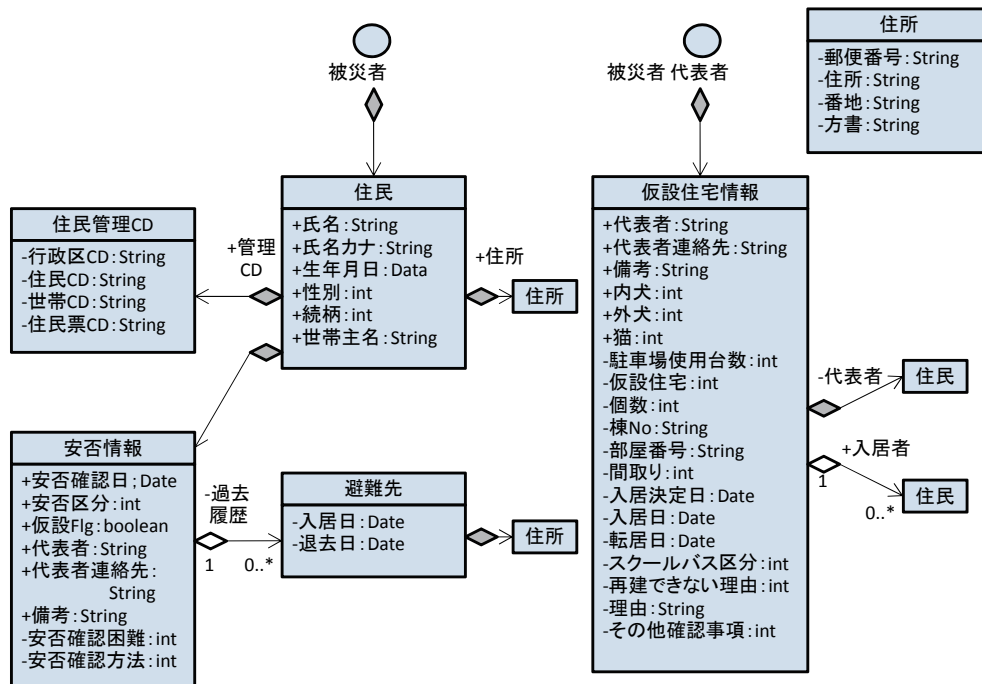 被災者
被災者 代表者
住所
-郵便番号:String
-住所:String
-番地:String
-方書:String
住民
+氏名:String
+氏名カナ:String
+生年月日:Data
+性別:int
+続柄:int
+世帯主名:String
住民管理CD
-行政区CD:String
-住民CD:String
-世帯CD:String
-住民票CD:String
+管理
CD
+住所
住所
仮設住宅情報
+代表者:String
+代表者連絡先:String
+備考:String
+内犬:int
+外犬:int
+猫:int
-駐車場使用台数:int
-仮設住宅:int
-個数:int
-棟No:String
-部屋番号:String
-間取り:int
-入居決定日:Date
-入居日:Date
-転居日:Date
-スクールバス区分:int
-再建できない理由:int
-理由:String
-その他確認事項:int
-代表者
住民
+入居者
1
住民
0..*
安否情報
+安否確認日;Date
+安否区分:int
+仮設Flg:boolean
+代表者:String
+代表者連絡先:
String
+備考:String
-安否確認困難:int
-安否確認方法:int
-過去
履歴
1
0..*
避難先
-入居日:Date
-退去日:Date
住所